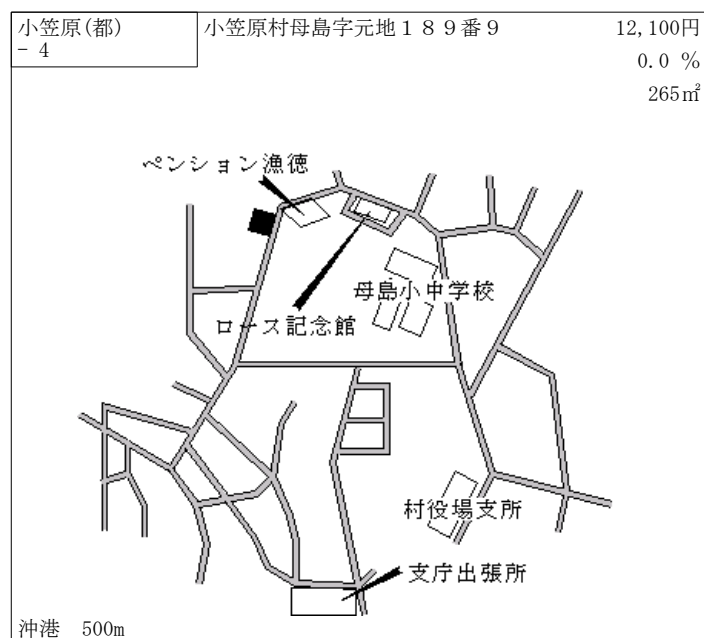 小笠原(都)
－ 4
小笠原村母島字元地１８９番９
12,100円
0.0 %
265㎡
ペンション漁徳
母島小中学校
ロース記念館
村役場支所
支庁出張所
沖港　500m